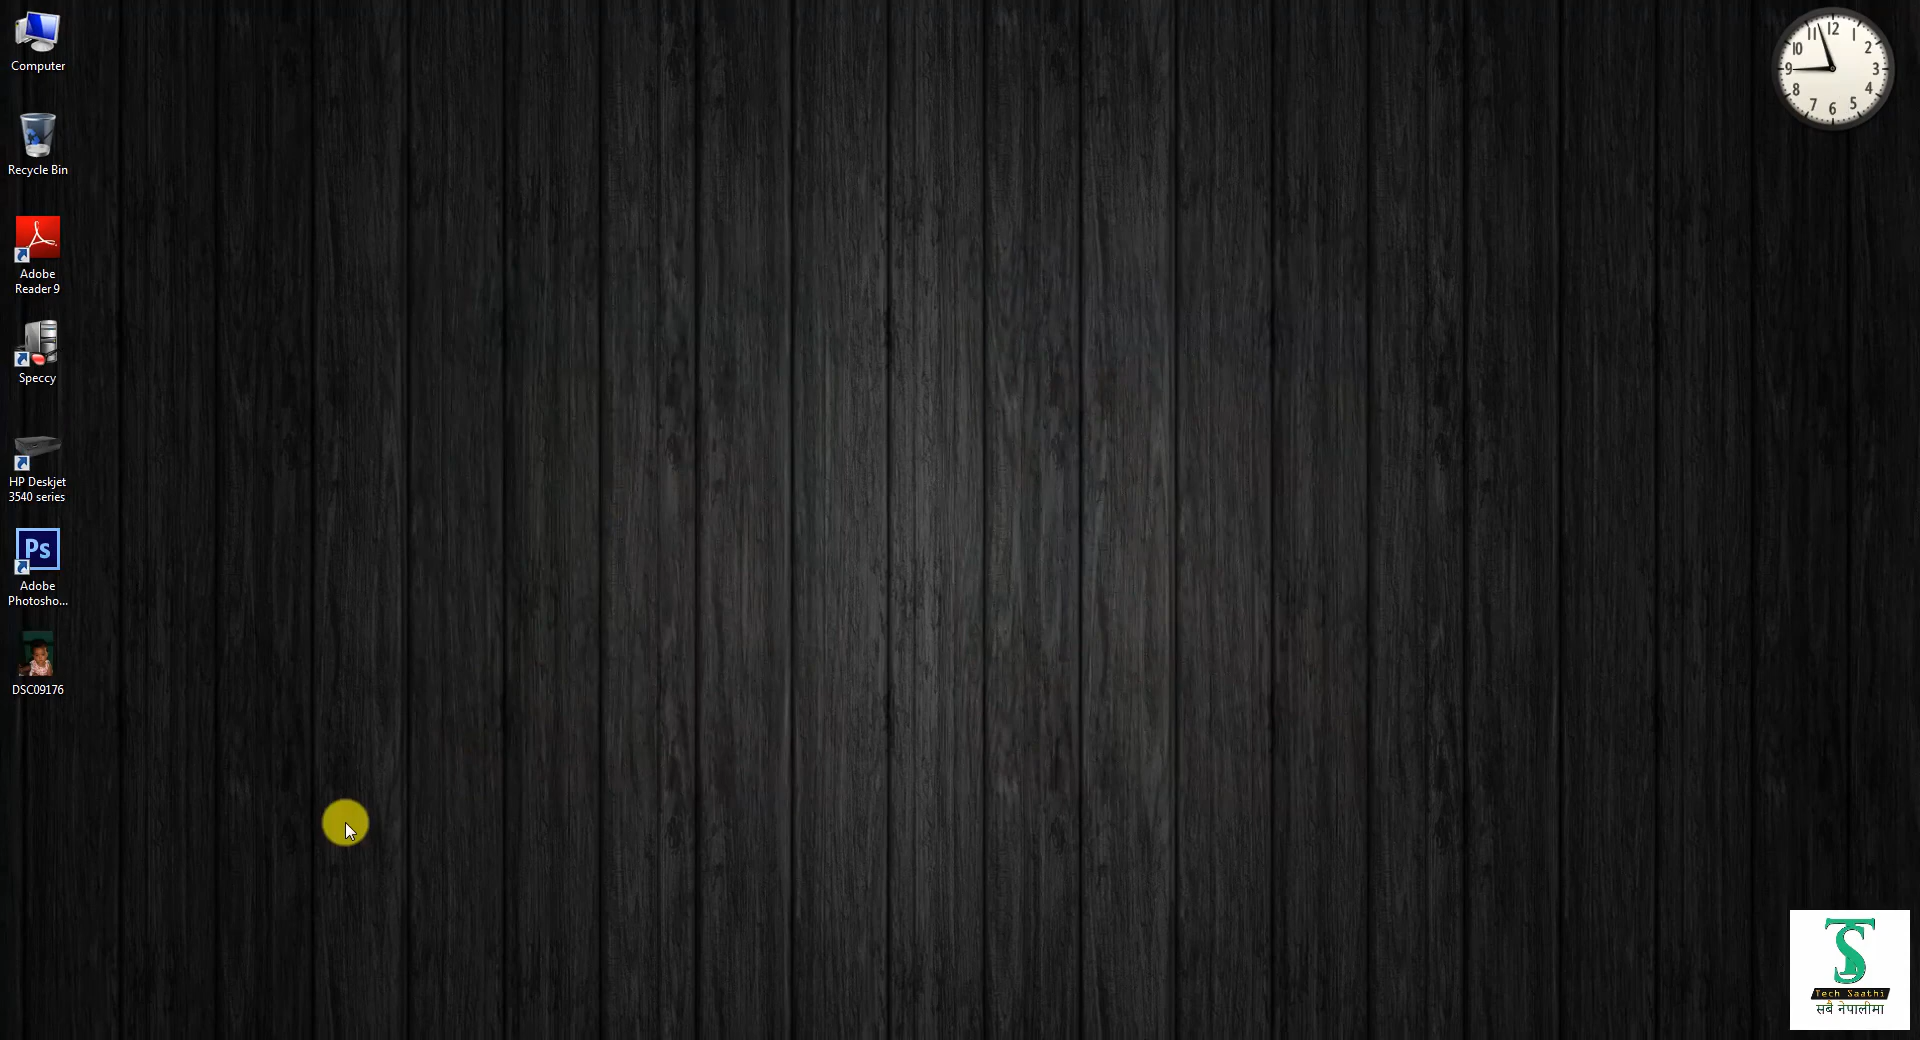 Computer
Recycle Bin
Adobe
Reader 9
Speccy
HP Deskjet
3540 series
Ps
Adobe
Photosho...
DSC09176
12
11 1
10 2
9 3
8 4
7 5
6
TS
Tech Saathi
सबै नेपालीमा